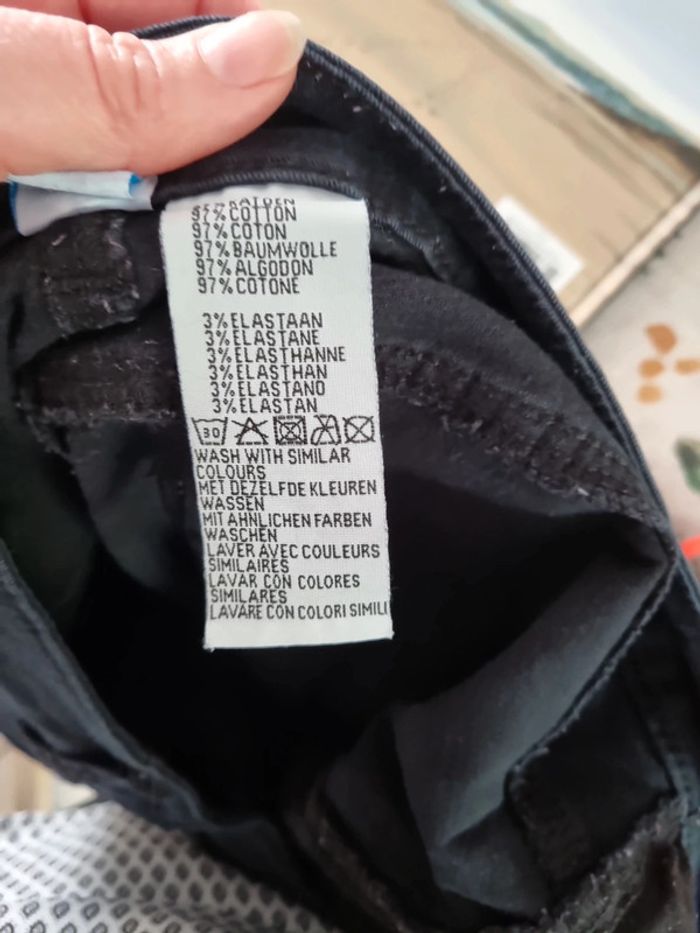 97%COTTON
97%COTON
97%BAUMWOLLE
97%ALGODON
97%COTONE
3%ELASTAAN
3%ELASTANE
3%ELASTHANNE
3%ELASTHAN
3%ELASTANO
3%ELASTAN
30
WASH WITH SIMILAR
COLOURS
MET DEZELFDE KLEUREN
WASSEN
MIT AHNLICHEN FARBEN
WASCHEN
LAVER AVEC COULEURS
SIMILAIRES
LAVAR CON COLORES
SIMILARES
LAVARE CON COLORI SIMILI